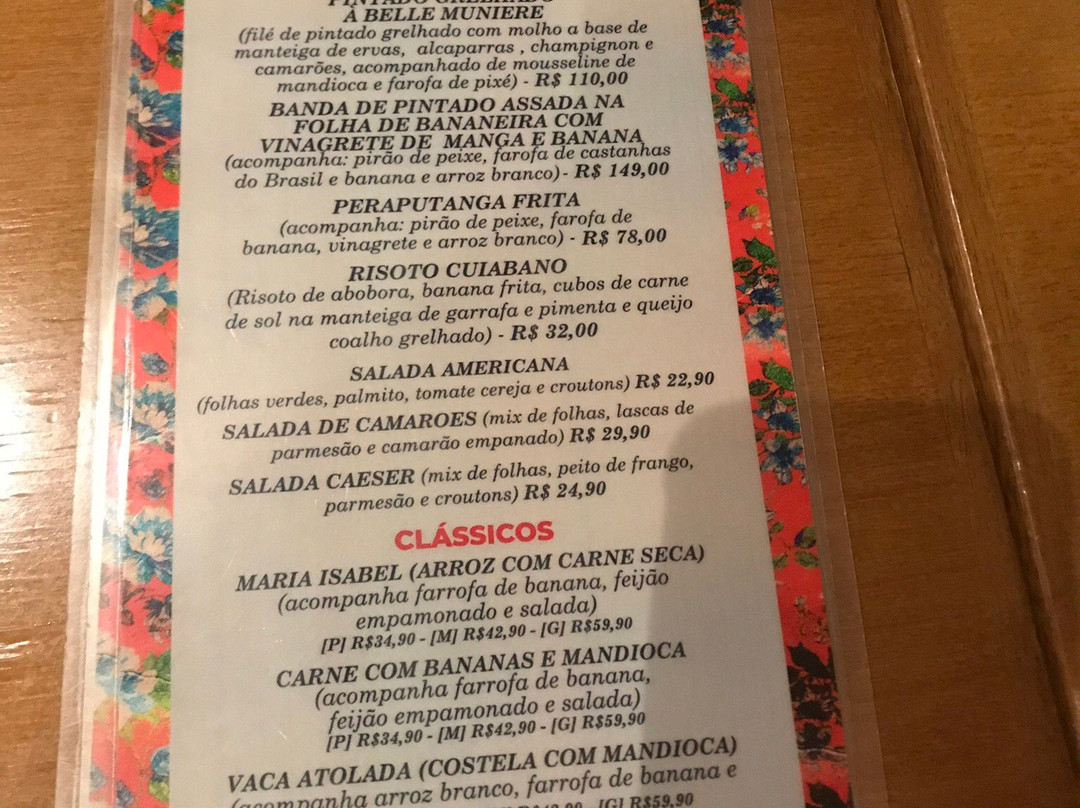 PINTADO GRELHADO
À BELLE MUNIERE
(filé de pintado grelhado com molho a base de
manteiga de ervas, alcaparras , champignon e
camarões, acompanhado de mousseline de
mandioca e farofa de pixé) - R$ 110,00
BANDA DE PINTADO ASSADA NA
FOLHA DE BANANEIRA COM
VINAGRETE DE MANGA E BANANA
(acompanha: pirão de peixe, farofa de castanhas
do Brasil e banana e arroz branco)- R$ 149,00
PERAPUTANGA FRITA
(acompanha: pirão de peixe, farofa de
banana, vinagrete e arroz branco) - R$ 78,00
RISOTO CUIABANO
(Risoto de abobora, banana frita, cubos de carne
de sol na manteiga de garrafa e pimenta e queijo
coalho grelhado) - R$ 32,00
SALADA AMERICANA
(folhas verdes, palmito, tomate cereja e croutons) R$ 22,90
SALADA DE CAMAROES (mix de folhas, lascas de
parmesão e camarão empanado) R$ 29,90
SALADA CAESER (mix de folhas, peito de frango,
parmesão e croutons) R$ 24,90
CLÁSSICOS
MARIA ISABEL (ARROZ COM CARNE SECA)
(acompanha farrofa de banana, feijão
empamonado e salada)
[P] R$34,90 - [M] R$42,90 - [G] R$59,90
CARNE COM BANANAS E MANDIOCA
(acompanha farrofa de banana,
feijão empamonado e salada)
[P] R$34,90 - [M] R$42,90 - [G] R$59,90
VACA ATOLADA (COSTELA COM MANDIOCA)
(acompanha arroz branco, farrofa de banana e
[G] R$59,90